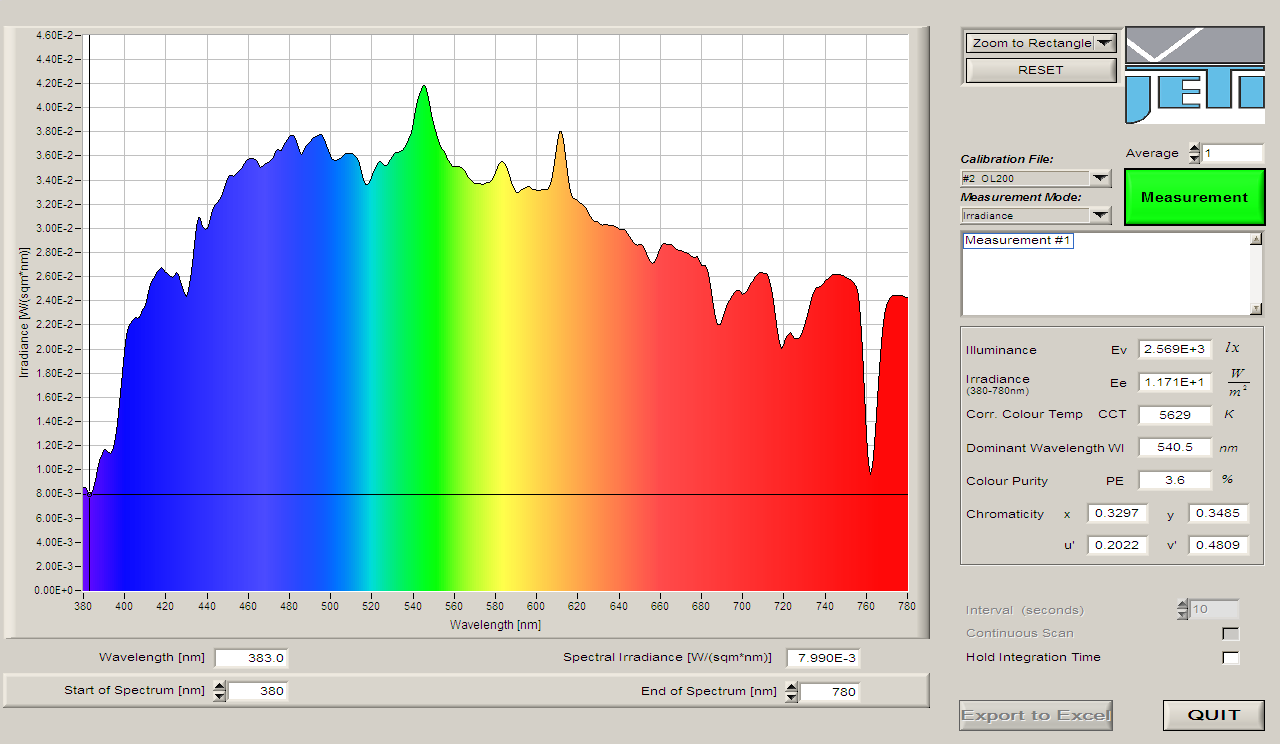 4.60E-2
4.40E-2
4.20E-2
4.00E-2
3.80E-2
3.60E-2
3.40E-2
3.20E-2
3.00E-2
2.80E-2
2.60E-2
2.40E-2
2.20E-2
2.00E-2
1.80E-2
1.60E-2
1.40E-2
1.20E-2
1.00E-2
8.00E-3
6.00E-3
4.00E-3
2.00E-3
0.00E+0
Irradiance [W/(sqm*nm)]
380 400 420 440 460 480 500 520 540 560 580 600 620 640 660 680 700 720 740 760 780
Wavelength [nm]
Wavelength [nm] 383.0 Spectral Irradiance [W/(sqm*nm)] 7.990E-3
Start of Spectrum [nm] 380 End of Spectrum [nm] 780
Zoom to Rectangle
RESET
JETI
Average 1
Calibration File:
#2 OL200
Measurement Mode:
Irradiance
Measurement
Measurement #1
Illuminance Ev 2.569E+3 lx
Irradiance
(380-780nm) Ee 1.171E+1 W/m²
Corr. Colour Temp CCT 5629 K
Dominant Wavelength Wl 540.5 nm
Colour Purity PE 3.6 %
Chromaticity x 0.3297 y 0.3485
u' 0.2022 v' 0.4809
Interval (seconds) 10
Continuous Scan
Hold Integration Time
Export to Excel
QUIT